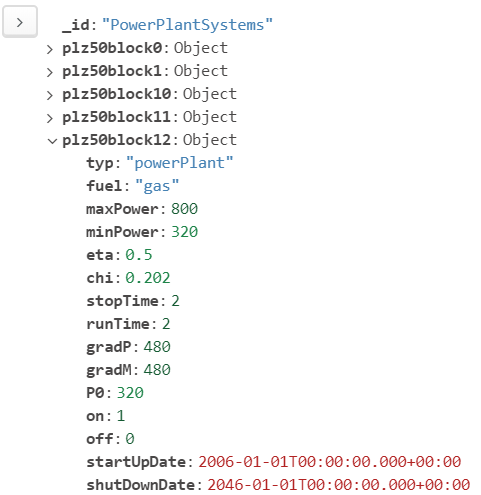 _id: "PowerPlantSystems"
plz50block0: Object
plz50block1: Object
plz50block10: Object
plz50block11: Object
plz50block12: Object
typ: "powerPlant"
fuel: "gas"
maxPower: 800
minPower: 320
eta: 0.5
chi: 0.202
stopTime: 2
runTime: 2
gradP: 480
gradM: 480
P0: 320
on: 1
off: 0
startUpDate: 2006-01-01T00:00:00.000+00:00
shutDownDate: 2046-01-01T00:00:00.000+00:00